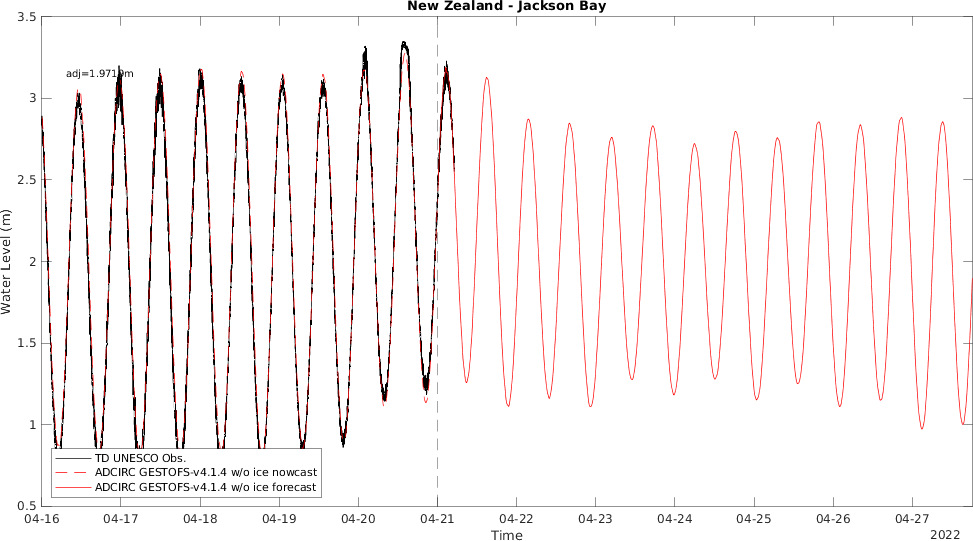 New Zealand - Jackson Bay
3.5
adj=1.9719m
3
2.5
Water Level (m)
2
1.5
1
TD UNESCO Obs.
ADCIRC GESTOFS-v4.1.4 w/o ice nowcast
ADCIRC GESTOFS-v4.1.4 w/o ice forecast
0.5
04-16 04-17 04-18 04-19 04-20 04-21 04-22 04-23 04-24 04-25 04-26 04-27
Time
2022